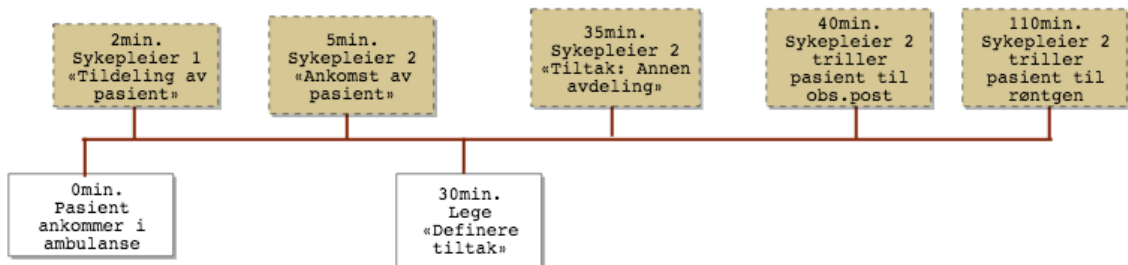 2min.
Sykepleier 1
«Tildeling av
pasient»
5min.
Sykepleier 2
«Ankomst av
pasient»
35min.
Sykepleier 2
«Tiltak: Annen
avdeling»
40min.
Sykepleier 2
triller
pasient til
obs.post
110min.
Sykepleier 2
triller
pasient til
røntgen
0min.
Pasient
ankommer i
ambulanse
30min.
Lege
«Definere
tiltak»